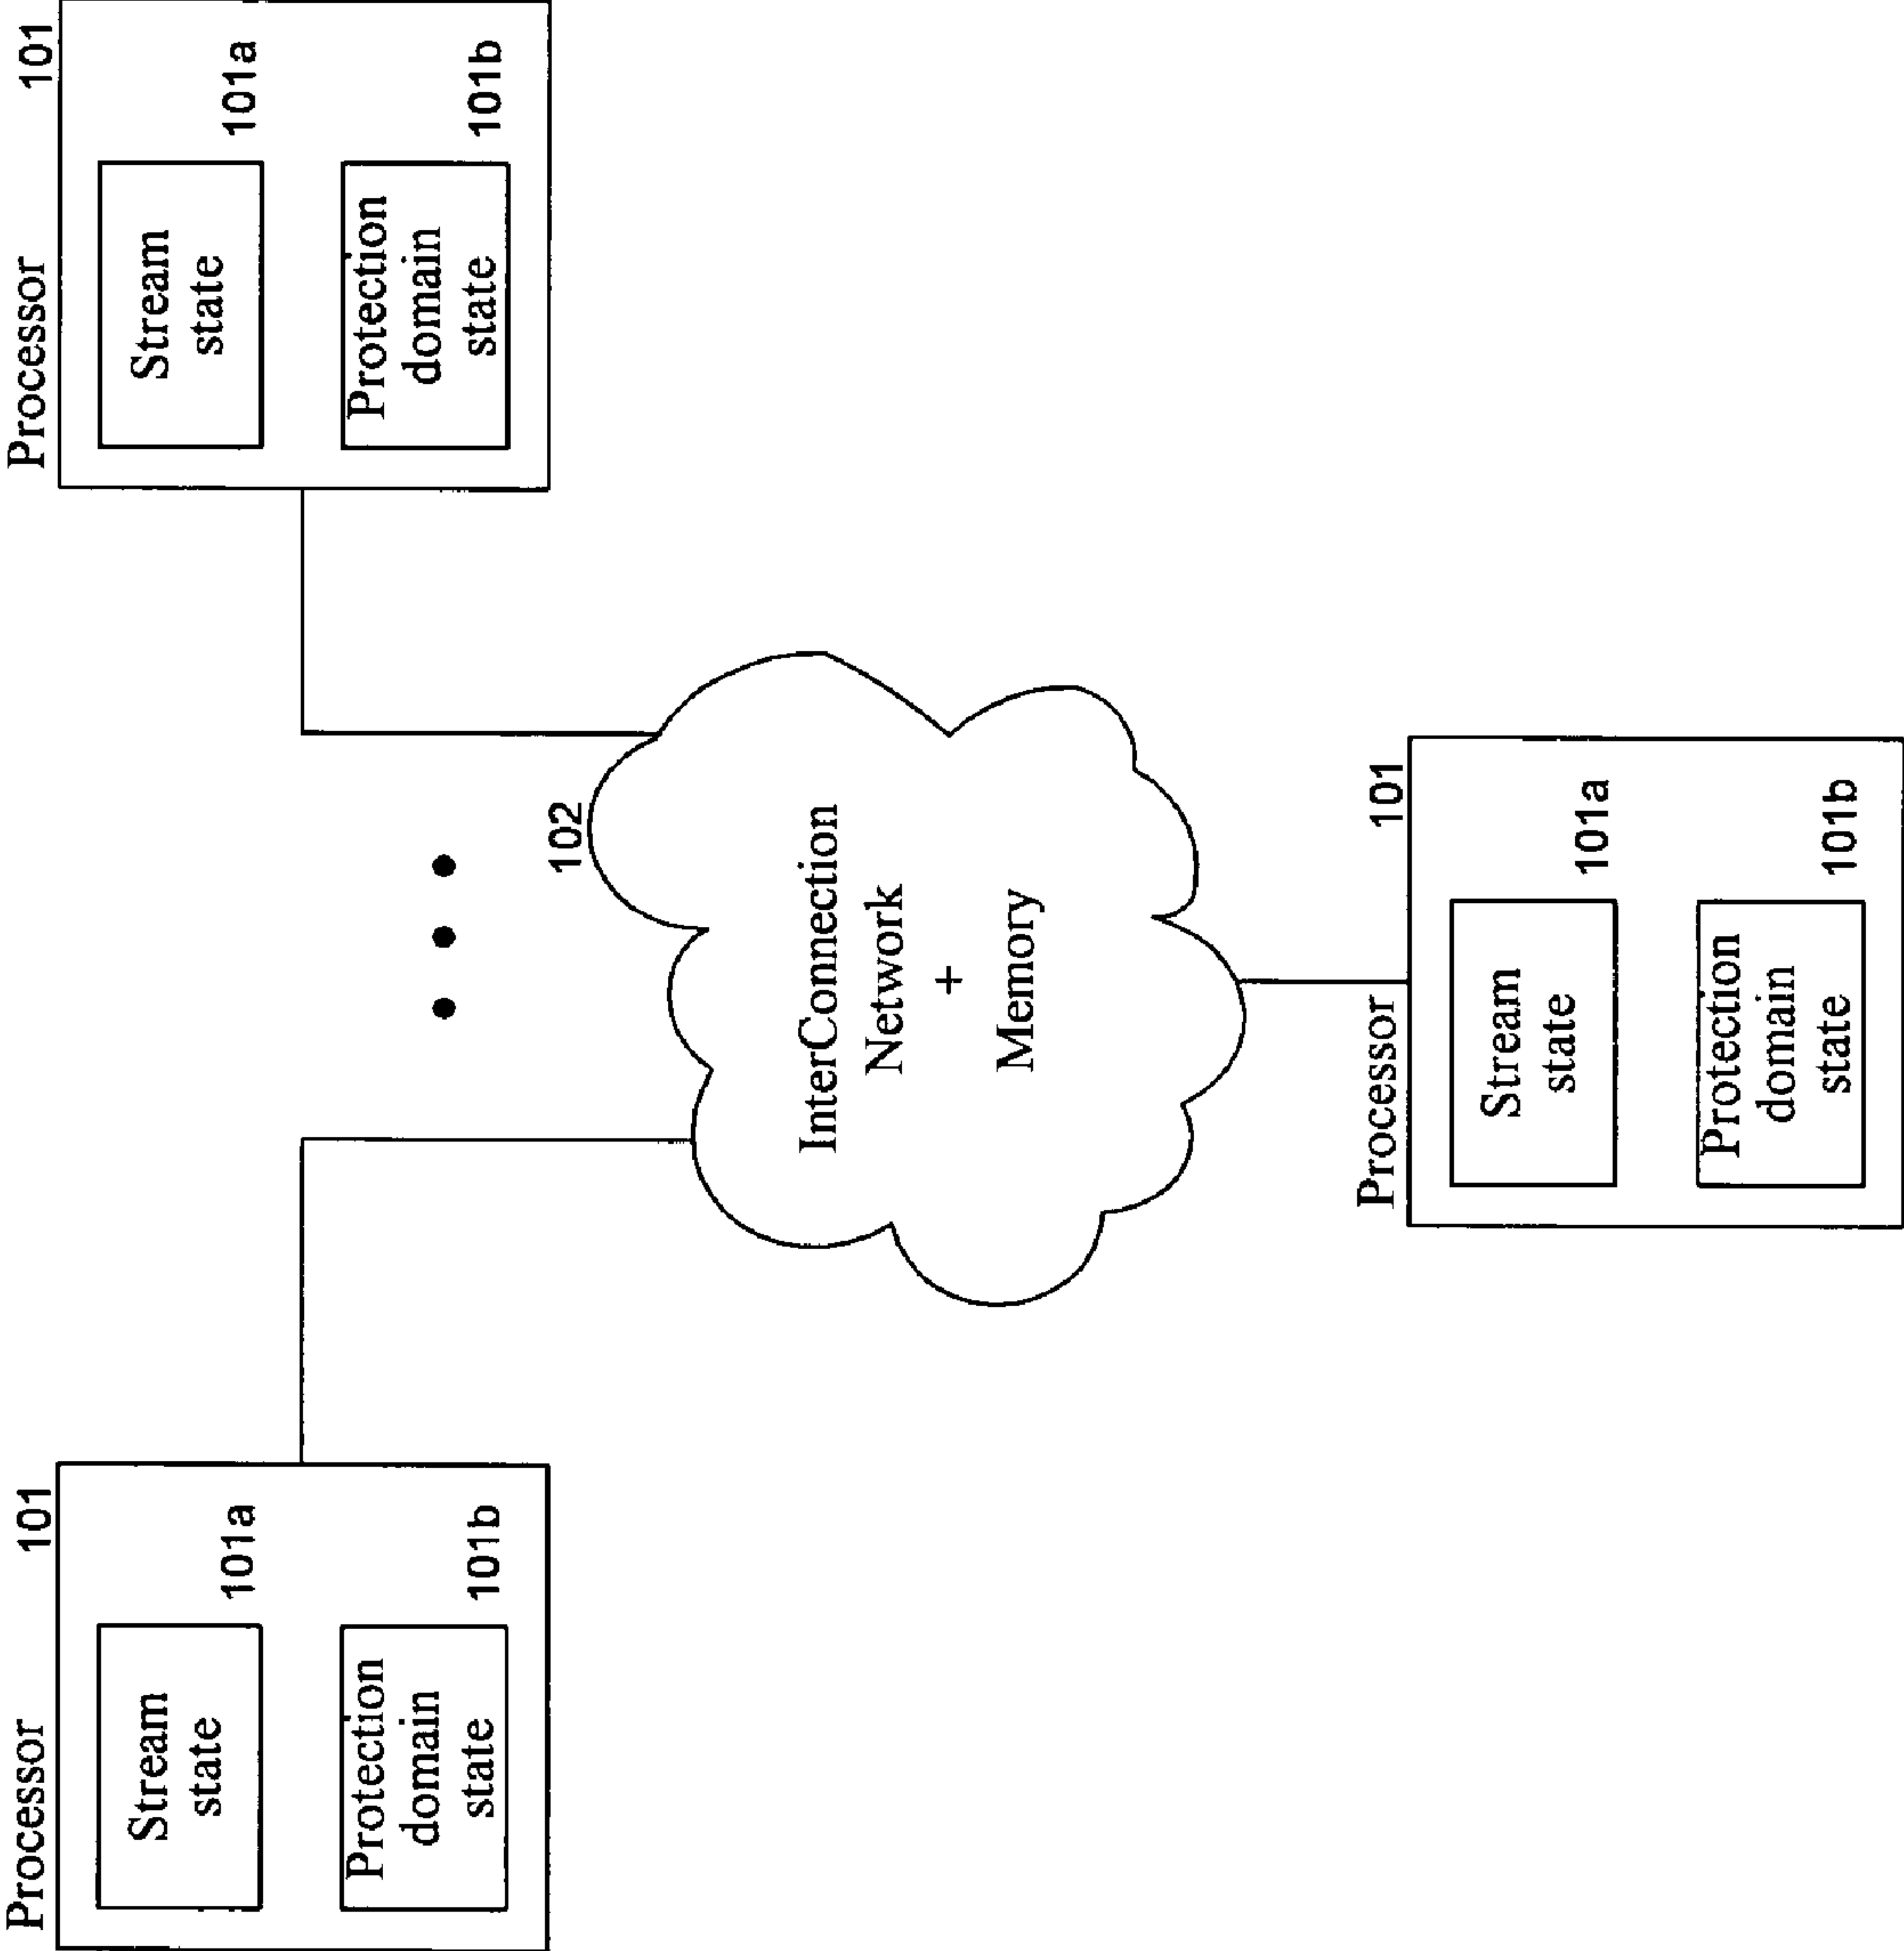 Processor 101
Stream
state
101a
Protection
domain
state
101b
Processor 101
Stream
state
101a
Protection
domain
state
101b
102
InterConnection
Network
+
Memory
Processor 101
Stream
state
101a
Protection
domain
state
101b